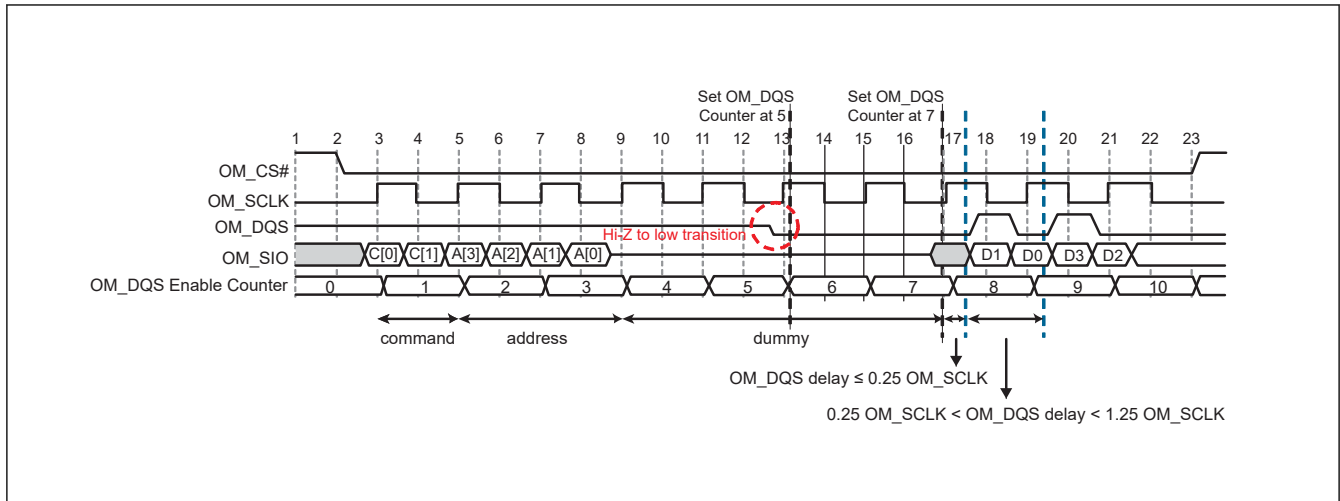 Set OM_DQS
Counter at 5
Set OM_DQS
Counter at 7
1 2 3 4 5 6 7 8 9 10 11 12 13 14 15 16 17 18 19 20 21 22 23
OM_CS#
OM_SCLK
OM_DQS
Hi-Z to low transition
OM_SIO
C[0] C[1] A[3] A[2] A[1] A[0] D1 D0 D3 D2
OM_DQS Enable Counter
0 1 2 3 4 5 6 7 8 9 10
command address dummy
OM_DQS delay ≤ 0.25 OM_SCLK
0.25 OM_SCLK < OM_DQS delay < 1.25 OM_SCLK